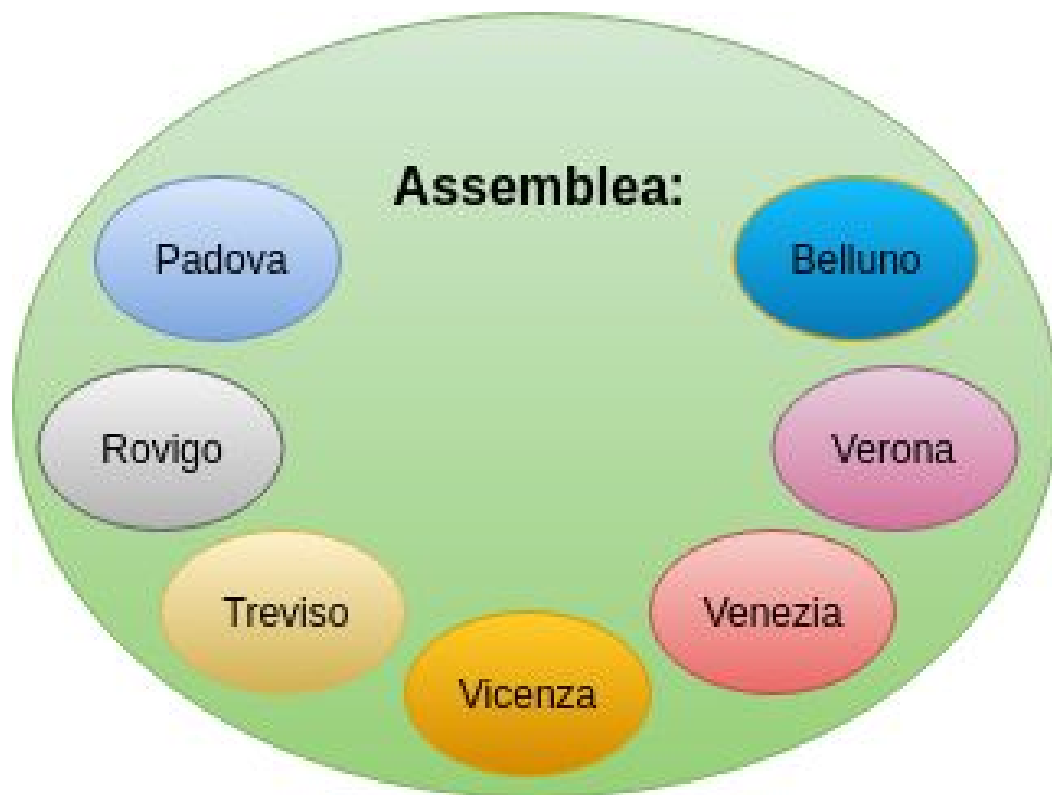 Assemblea:
Padova
Belluno
Rovigo
Verona
Treviso
Venezia
Vicenza